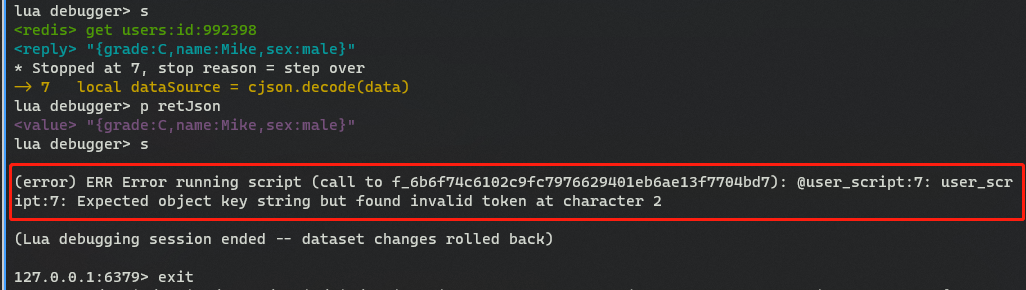 lua debugger> s
<redis> get users:id:992398
<reply> "{grade:C,name:Mike,sex:male}"
* Stopped at 7, stop reason = step over
-> 7   local dataSource = cjson.decode(data)
lua debugger> p retJson
<value> "{grade:C,name:Mike,sex:male}"
lua debugger> s
(error) ERR Error running script (call to f_6b6f74c6102c9fc7976629401eb6ae13f7704bd7): @user_script:7: user_scr
ipt:7: Expected object key string but found invalid token at character 2
(Lua debugging session ended -- dataset changes rolled back)
127.0.0.1:6379> exit